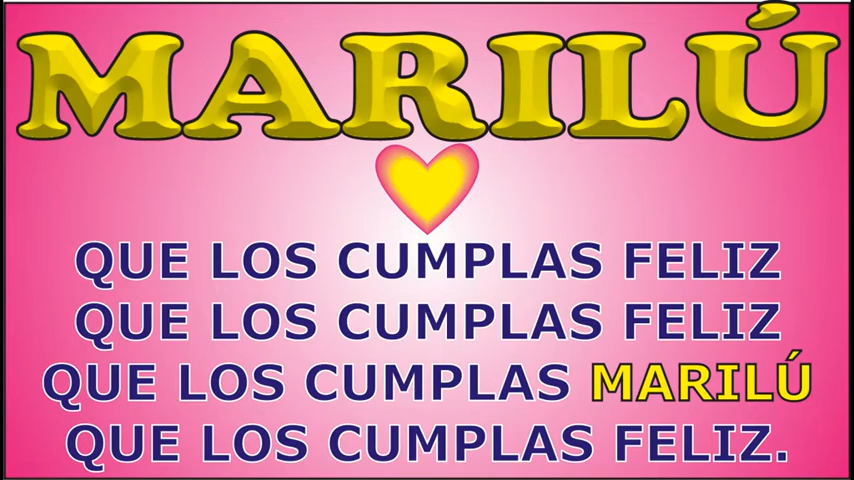 MARILÚ
QUE LOS CUMPLAS FELIZ
QUE LOS CUMPLAS FELIZ
QUE LOS CUMPLAS MARILÚ
QUE LOS CUMPLAS FELIZ.